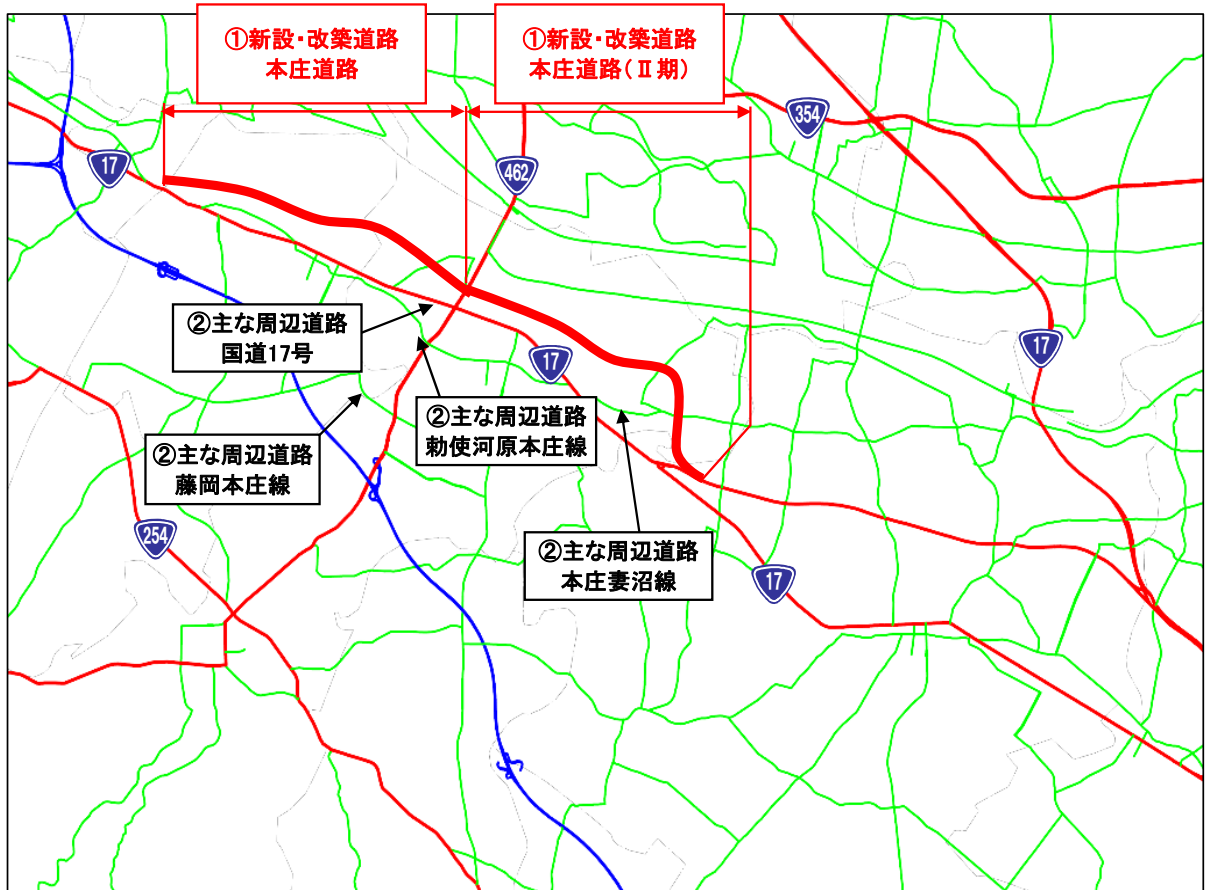 ①新設・改築道路
本庄道路
①新設・改築道路
本庄道路(Ⅱ期)
354
17
462
②主な周辺道路
国道17号
17
17
②主な周辺道路
勅使河原本庄線
②主な周辺道路
藤岡本庄線
254
②主な周辺道路
本庄妻沼線
17